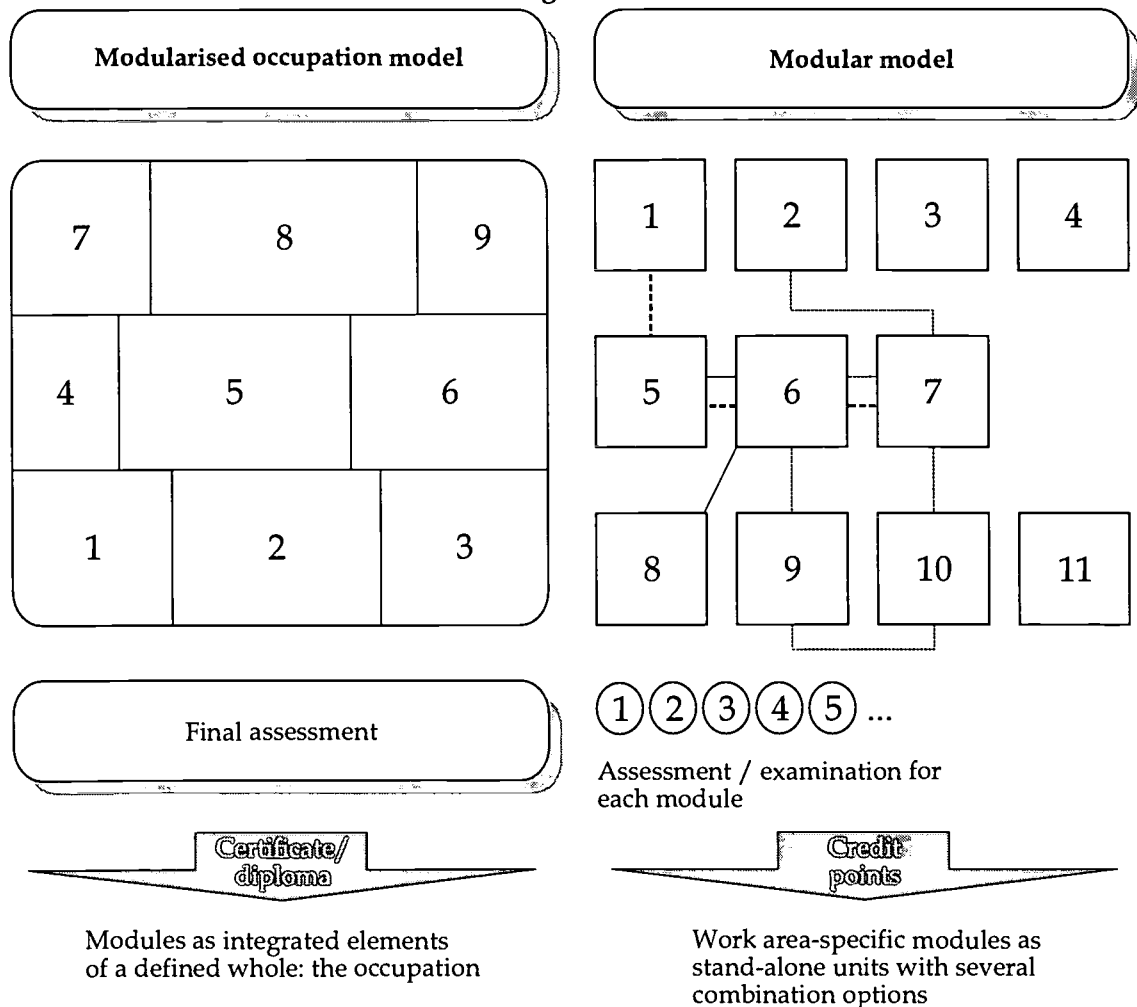 Modularised occupation model
7 8 9
4 5 6
1 2 3
Final assessment
Certificate/
diploma
Modules as integrated elements
of a defined whole: the occupation
Modular model
1 2 3 4
5 6 7
8 9 10 11
1 2 3 4 5 ...
Assessment / examination for
each module
Credit
points
Work area-specific modules as
stand-alone units with several
combination options